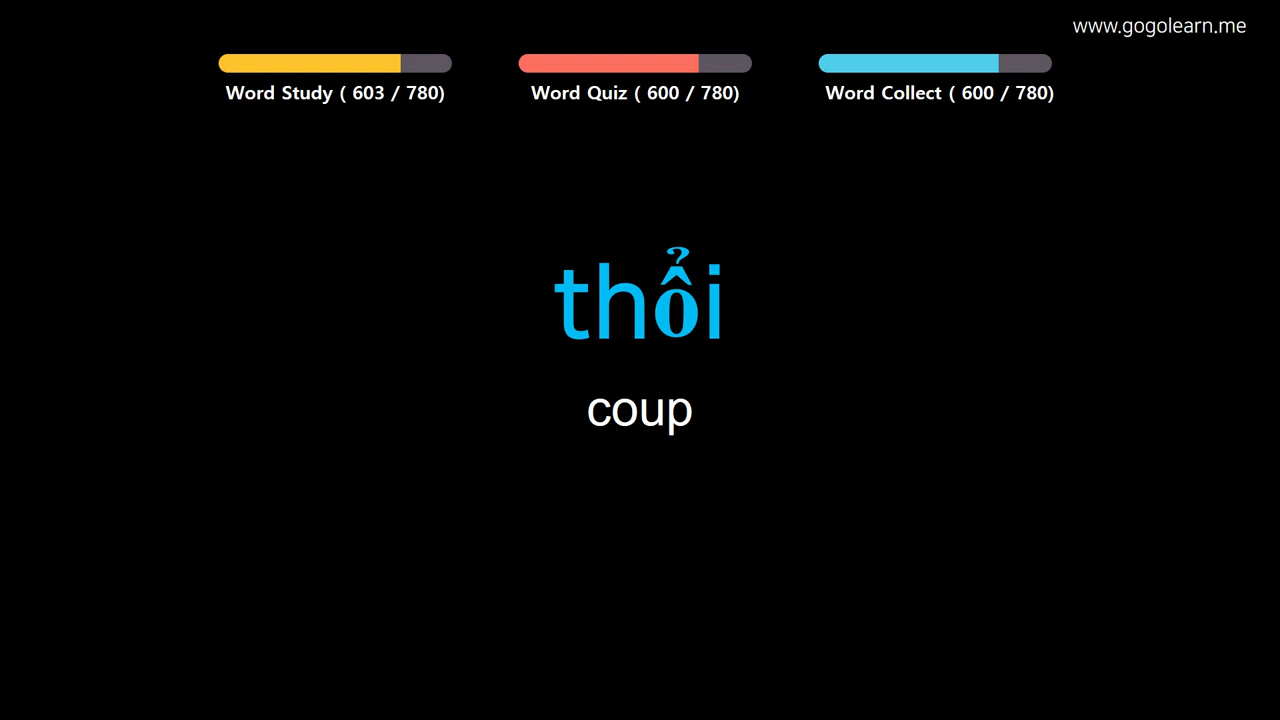 www.gogolearn.me
Word Study ( 603 / 780)
Word Quiz ( 600 / 780)
Word Collect ( 600 / 780)
thổi
coup